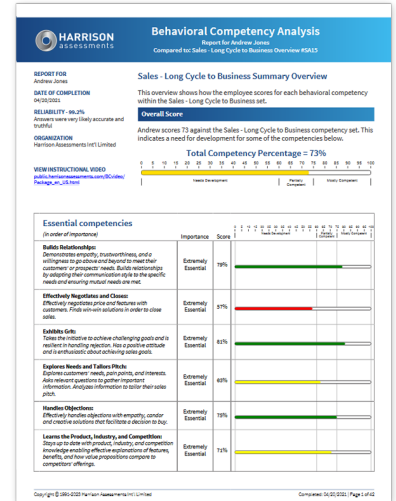 HARRISON
assessments
Behavioral Competency Analysis
Report for Andrew Jones
Compared to: Sales - Long Cycle to Business Overview #SA15
REPORT FOR
Andrew Jones
DATE OF COMPLETION
04/20/2021
RELIABILITY - 99.2%
Answers were very likely accurate and
truthful
ORGANIZATION
Harrison Assessments Int'l Limited
VIEW INSTRUCTIONAL VIDEO
public.harrisonassessments.com/BCvideo/
Package_en_US.html
Sales - Long Cycle to Business Summary Overview
This overview shows how the employee scores for each behavioral competency
within the Sales - Long Cycle to Business set.
Overall Score
Andrew scores 73 against the Sales - Long Cycle to Business competency set. This
indicates a need for development for some of the competencies below.
Total Competency Percentage = 73%
0 5 10 15 20 25 30 35 40 45 50 55 60 65 70 75 80 85 90 95 100
Needs Development
Partially
Competent
Mostly Competent
Essential competencies
(in order of importance)
Importance
Score
Needs Development
Partially
Competent
Mostly Competent
Builds Relationships:
Demonstrates empathy, trustworthiness, and a
willingness to go above and beyond to meet their
customers' or prospects' needs. Builds relationships
by adapting their communication style to the specific
needs and ensuring mutual needs are met.
Extremely
Essential
79%
Effectively Negotiates and Closes:
Effectively negotiates price and features with
customers. Finds win-win solutions in order to close
sales.
Extremely
Essential
57%
Exhibits Grit:
Takes the initiative to achieve challenging goals and is
resilient in handling rejection. Has a positive attitude
and is enthusiastic about achieving sales goals.
Extremely
Essential
81%
Explores Needs and Tailors Pitch:
Explores customers' needs, pain points, and interests.
Asks relevant questions to gather important
information. Analyzes information to tailor their sales
pitch.
Extremely
Essential
Handles Objections:
Effectively handles objections with empathy, candor
and creative solutions that facilitate a decision to buy.
Extremely
Essential
75%
Learns the Product, Industry, and Competition:
Stays up to date with product, industry, and competition
knowledge enabling effective explanations of features,
benefits, and how value propositions compare to
competitors' offerings.
Extremely
Essential
71%
Copyright © 1991-2020 Harrison Assessments Int'l Limited
Completed: 04/20/2021 | Page 1 of 42